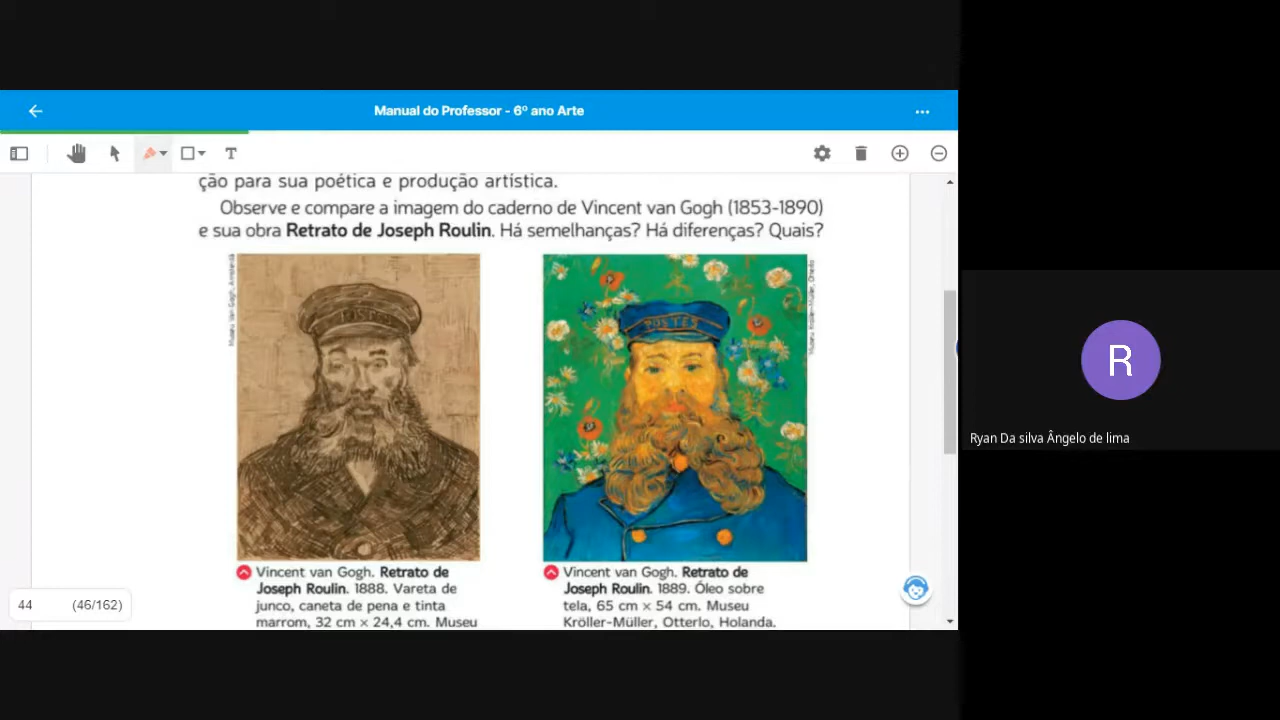 Manual do Professor - 6º ano Arte
T
ção para sua poética e produção artística.
Observe e compare a imagem do caderno de Vincent van Gogh (1853-1890)
e sua obra Retrato de Joseph Roulin. Há semelhanças? Há diferenças? Quais?
POSTES
Vincent van Gogh. Retrato de
Joseph Roulin. 1888. Vareta de
junco, caneta de pena e tinta
marrom, 32 cm × 24,4 cm. Museu
Vincent van Gogh. Retrato de
Joseph Roulin. 1889. Óleo sobre
tela, 65 cm × 54 cm. Museu
Kröller-Müller, Otterlo, Holanda.
44 (46/162)
R
Ryan Da silva Ângelo de lima